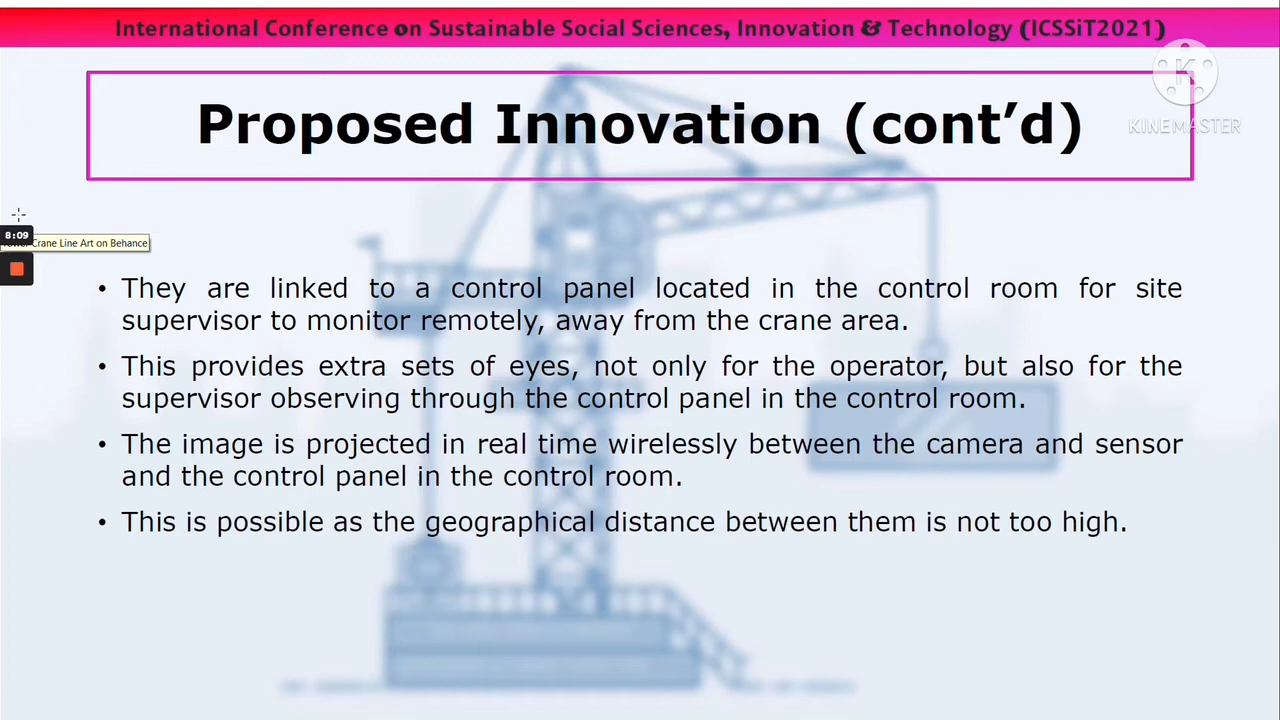 International Conference on Sustainable Social Sciences, Innovation & Technology (ICSSiT2021)
K
KINEMASTER
Proposed Innovation (cont’d)
8:09
Crane Line Art on Behance
• They are linked to a control panel located in the control room for site
supervisor to monitor remotely, away from the crane area.
• This provides extra sets of eyes, not only for the operator, but also for the
supervisor observing through the control panel in the control room.
• The image is projected in real time wirelessly between the camera and sensor
and the control panel in the control room.
• This is possible as the geographical distance between them is not too high.